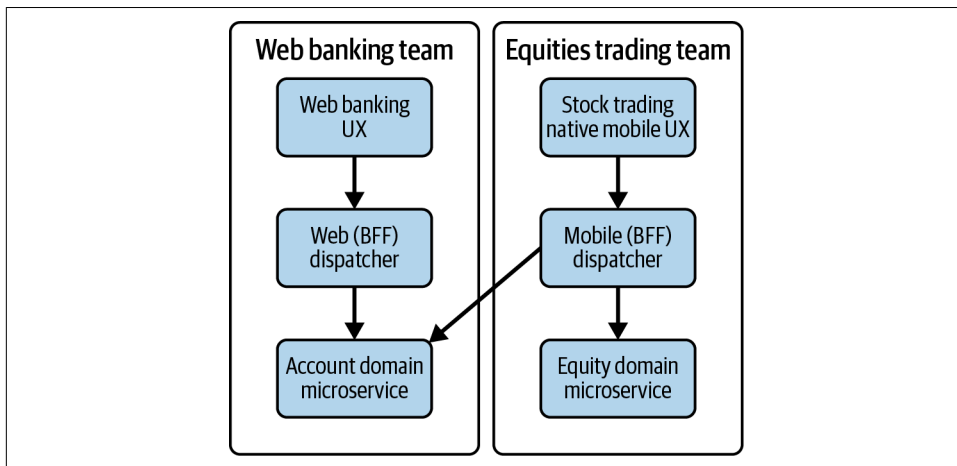 Web banking team
Web banking
UX
Web (BFF)
dispatcher
Account domain
microservice
Equities trading team
Stock trading
native mobile UX
Mobile (BFF)
dispatcher
Equity domain
microservice